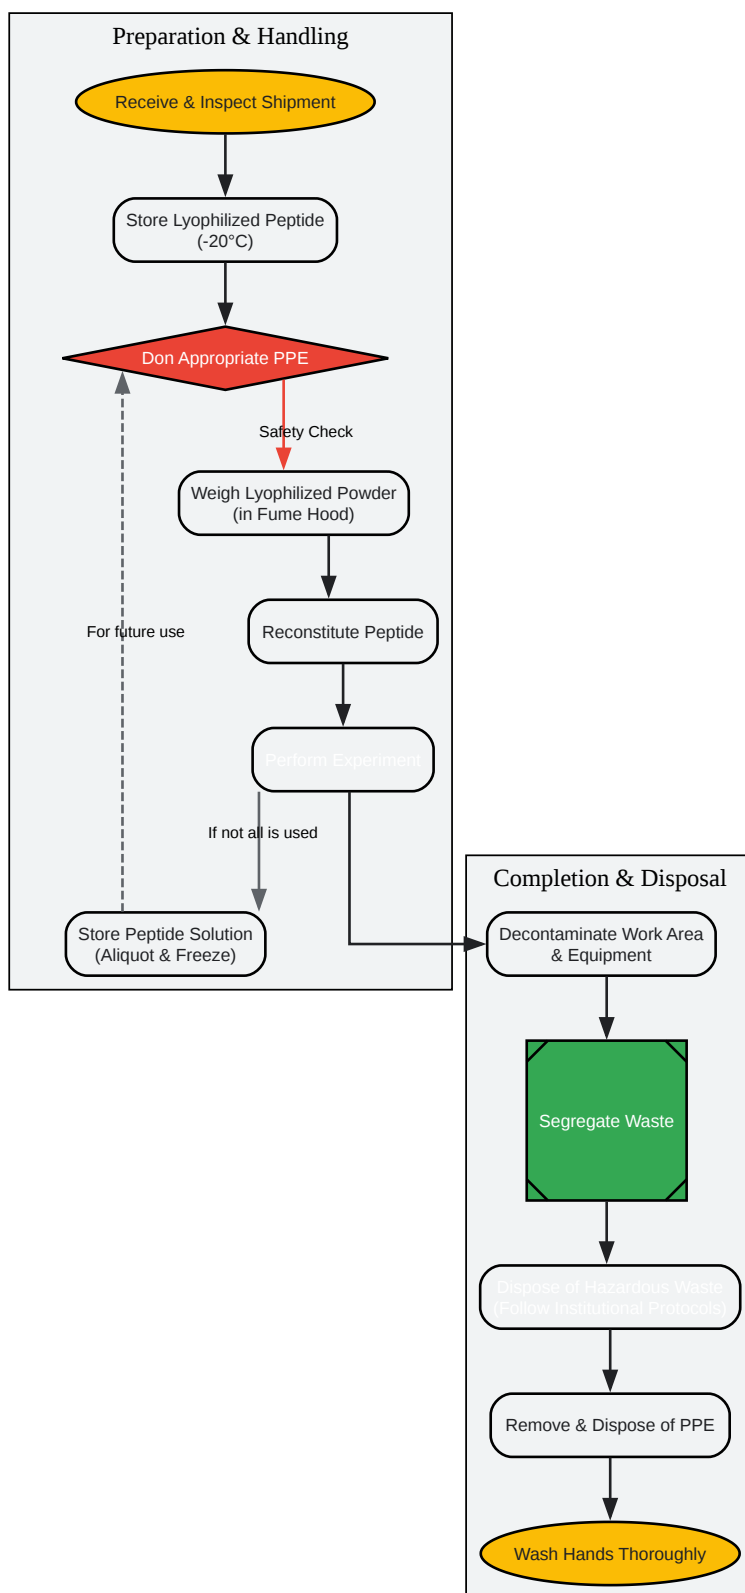 Preparation & Handling
Receive & Inspect Shipment
Store Lyophilized Peptide
(-20°C)
Don Appropriate PPE
Safety Check
Weigh Lyophilized Powder
(in Fume Hood)
Reconstitute Peptide
For future use
Perform Experiment
If not all is used
Store Peptide Solution
(Aliquot & Freeze)
Completion & Disposal
Decontaminate Work Area
& Equipment
Segregate Waste
Dispose of Hazardous Waste
(Follow Institutional Protocols)
Remove & Dispose of PPE
Wash Hands Thoroughly